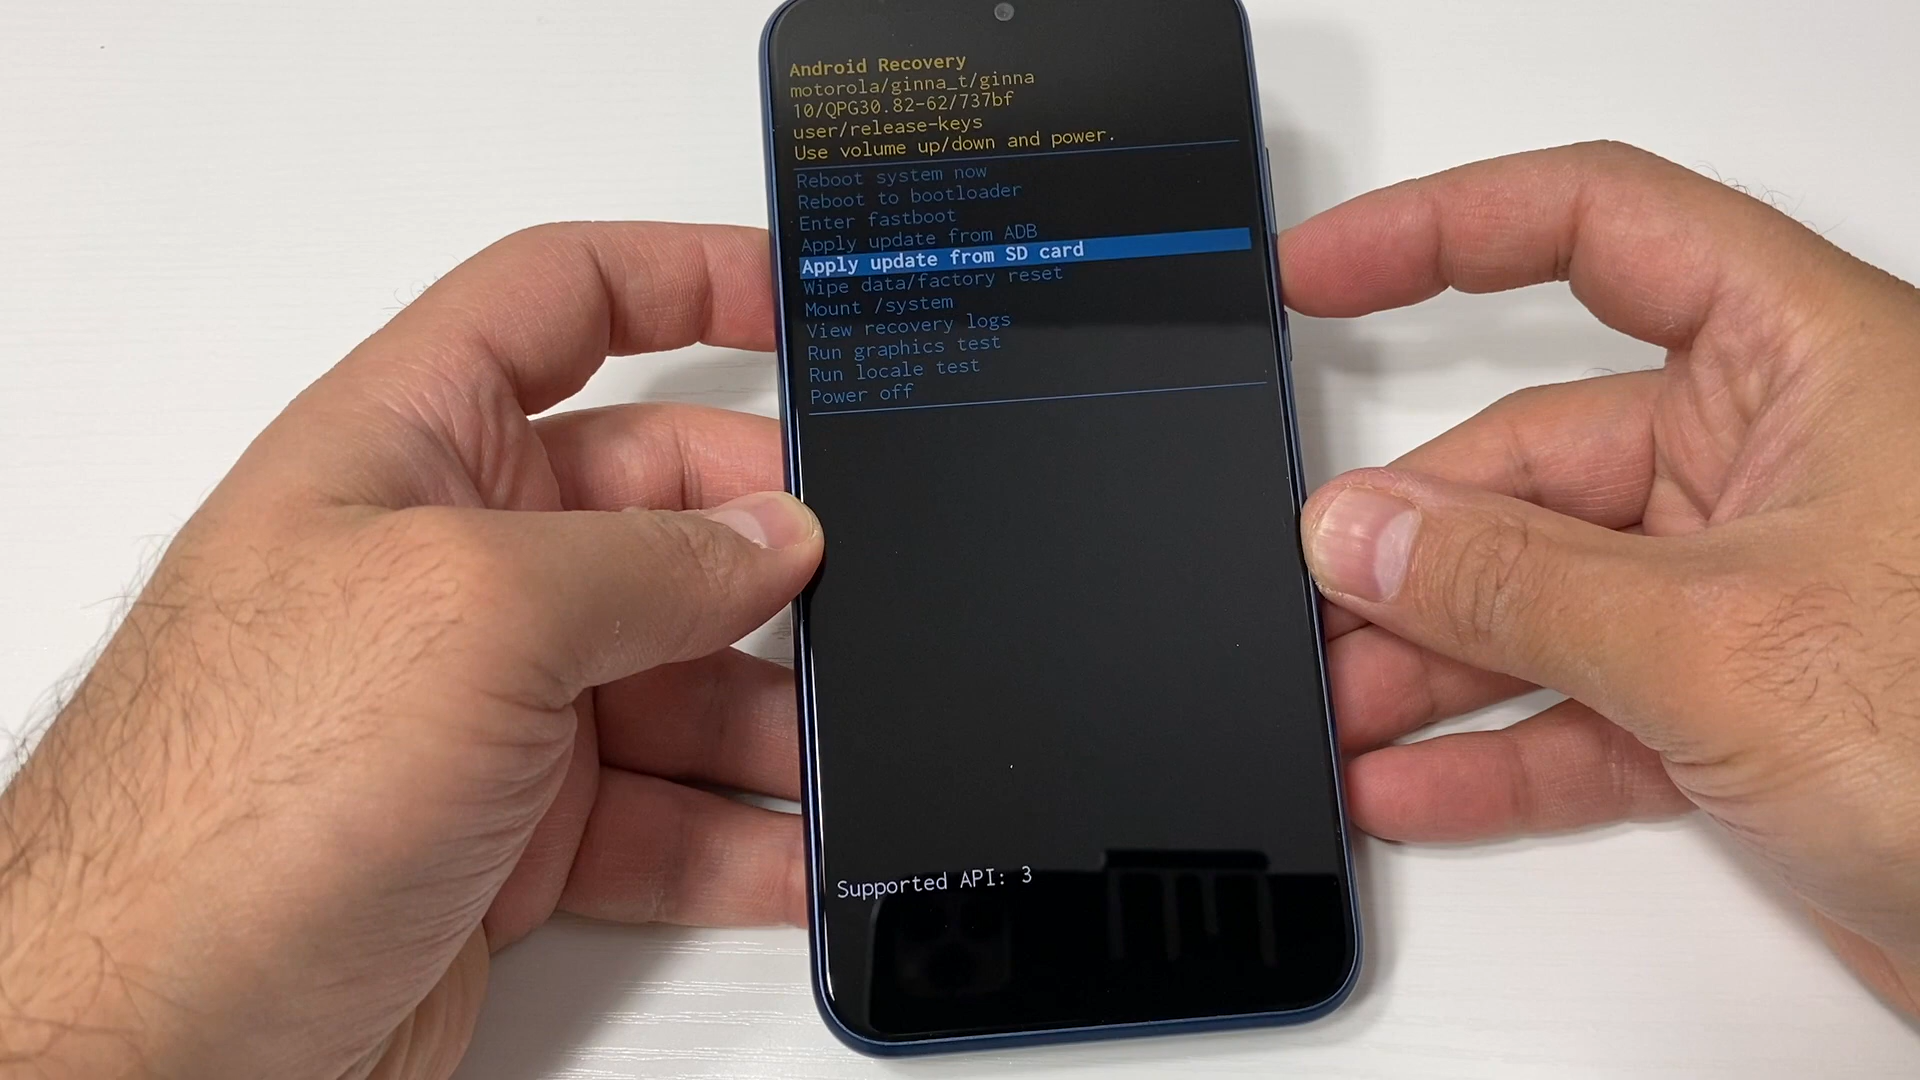 Android Recovery
motorola/ginna_t/ginna
10/QPG30.82-62/737bf
user/release-keys
Use volume up/down and power.
Reboot system now
Reboot to bootloader
Enter fastboot
Apply update from ADB
Apply update from SD card
Wipe data/factory reset
Mount /system
View recovery logs
Run graphics test
Run locale test
Power off
Supported API: 3